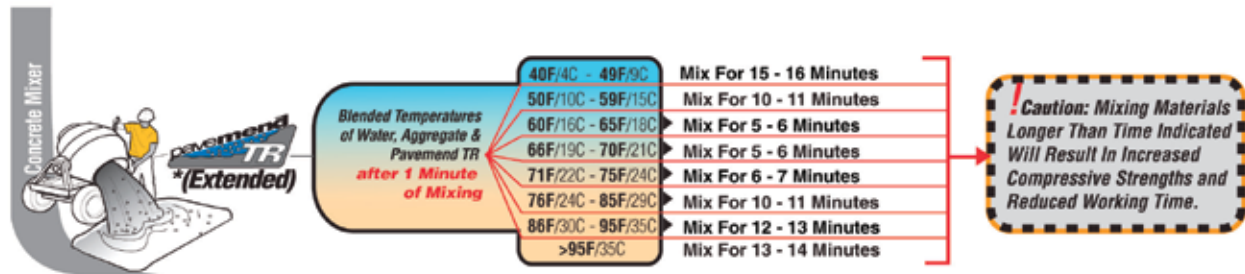 Concrete Mixer
pavemend
TR
*(Extended)
Blended Temperatures
of Water, Aggregate &
Pavemend TR
after 1 Minute
of Mixing
40F/4C - 49F/9C Mix For 15 - 16 Minutes
50F/10C - 59F/15C Mix For 10 - 11 Minutes
60F/16C - 65F/18C Mix For 5 - 6 Minutes
66F/19C - 70F/21C Mix For 5 - 6 Minutes
71F/22C - 75F/24C Mix For 6 - 7 Minutes
76F/24C - 85F/29C Mix For 10 - 11 Minutes
86F/30C - 95F/35C Mix For 12 - 13 Minutes
>95F/35C Mix For 13 - 14 Minutes
!Caution: Mixing Materials
Longer Than Time Indicated
Will Result In Increased
Compressive Strengths and
Reduced Working Time.